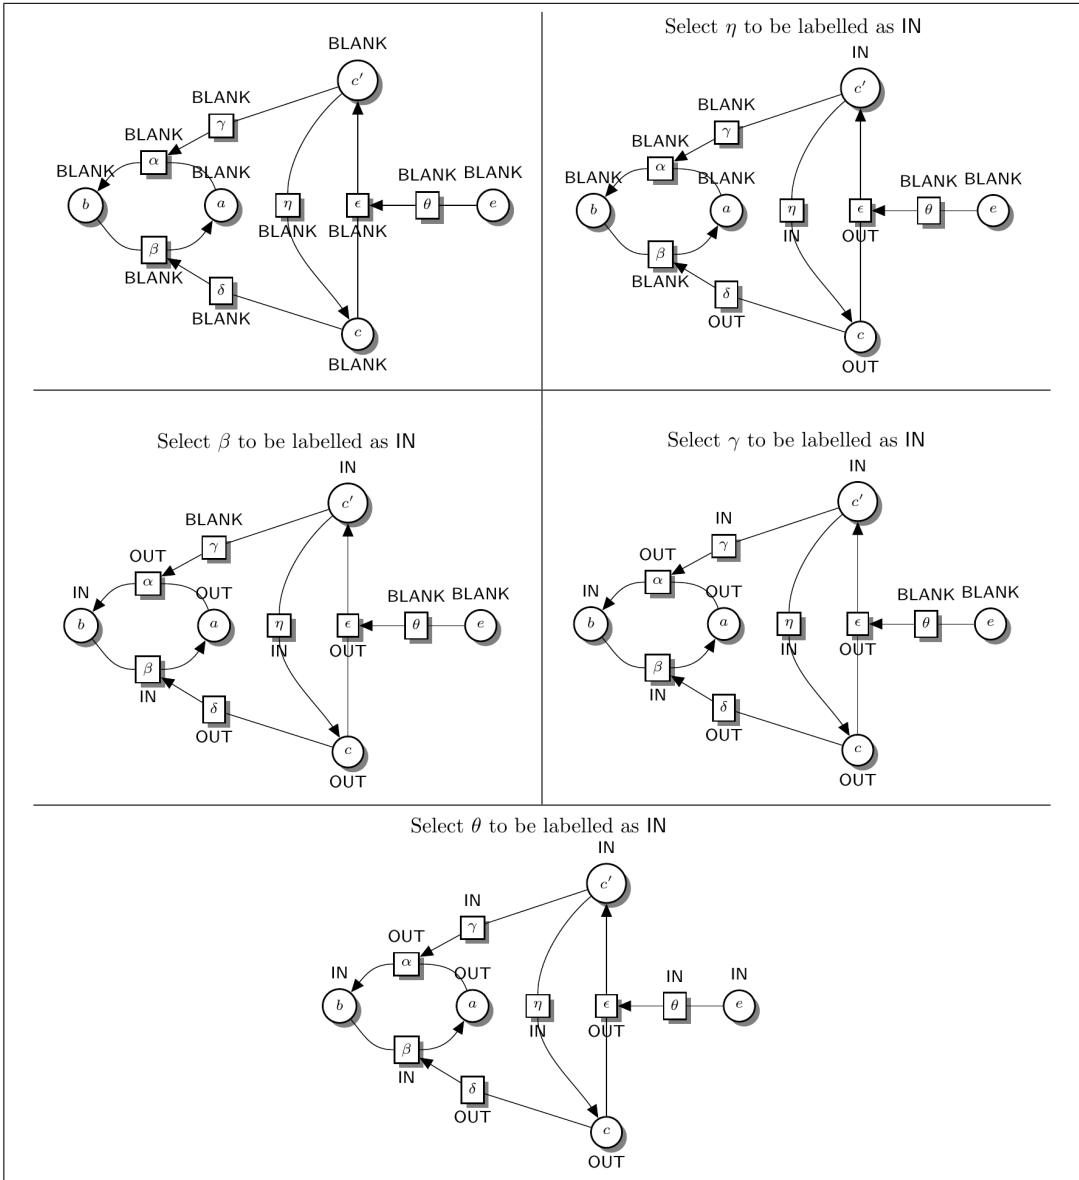 BLANK
c′
BLANK
γ
BLANK
α
BLANK
BLANK
b
a
η
ϵ
BLANK
θ
BLANK
e
BLANK
BLANK
β
BLANK
δ
BLANK
c
BLANK
Select η to be labelled as IN
IN
c′
BLANK
γ
BLANK
α
BLANK
BLANK
b
a
η
IN
ϵ
OUT
BLANK
θ
BLANK
e
β
BLANK
δ
OUT
c
OUT
Select β to be labelled as IN
IN
c′
BLANK
γ
OUT
α
IN
OUT
b
a
η
IN
ϵ
OUT
BLANK
θ
BLANK
e
β
IN
δ
OUT
c
OUT
Select γ to be labelled as IN
IN
c′
IN
γ
OUT
α
IN
OUT
b
a
η
IN
ϵ
OUT
BLANK
θ
BLANK
e
β
IN
δ
OUT
c
OUT
Select θ to be labelled as IN
IN
c′
IN
γ
OUT
α
IN
OUT
b
a
η
IN
ϵ
OUT
IN
θ
IN
e
β
IN
δ
OUT
c
OUT